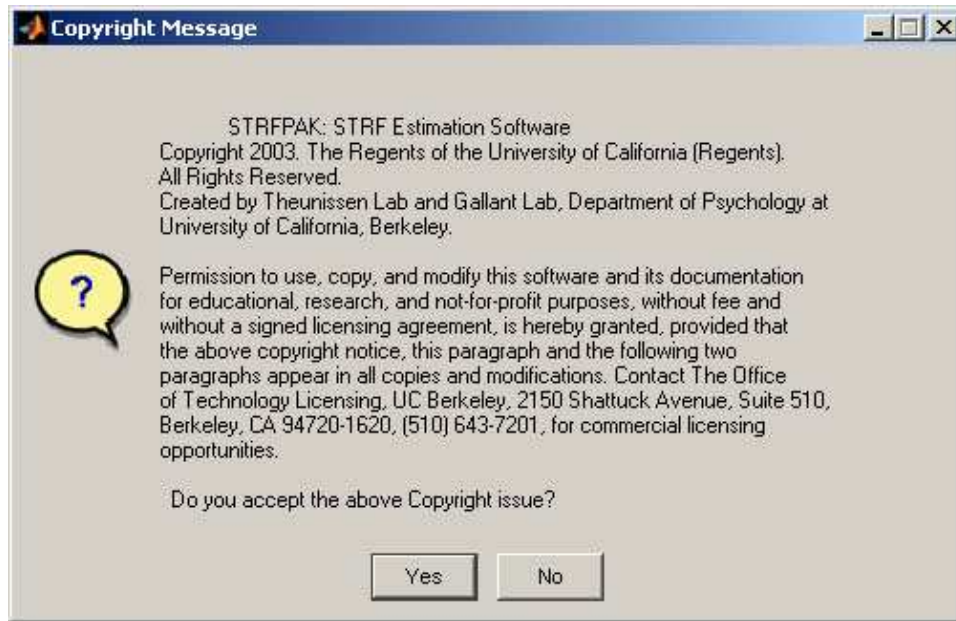 Copyright Message
STRFPAK: STRF Estimation Software
Copyright 2003. The Regents of the University of California (Regents).
All Rights Reserved.
Created by Theunissen Lab and Gallant Lab, Department of Psychology at
University of California, Berkeley.
Permission to use, copy, and modify this software and its documentation
for educational, research, and not-for-profit purposes, without fee and
without a signed licensing agreement, is hereby granted, provided that
the above copyright notice, this paragraph and the following two
paragraphs appear in all copies and modifications. Contact The Office
of Technology Licensing, UC Berkeley, 2150 Shattuck Avenue, Suite 510,
Berkeley, CA 94720-1620, (510) 643-7201, for commercial licensing
opportunities.
?
Do you accept the above Copyright issue?
Yes No